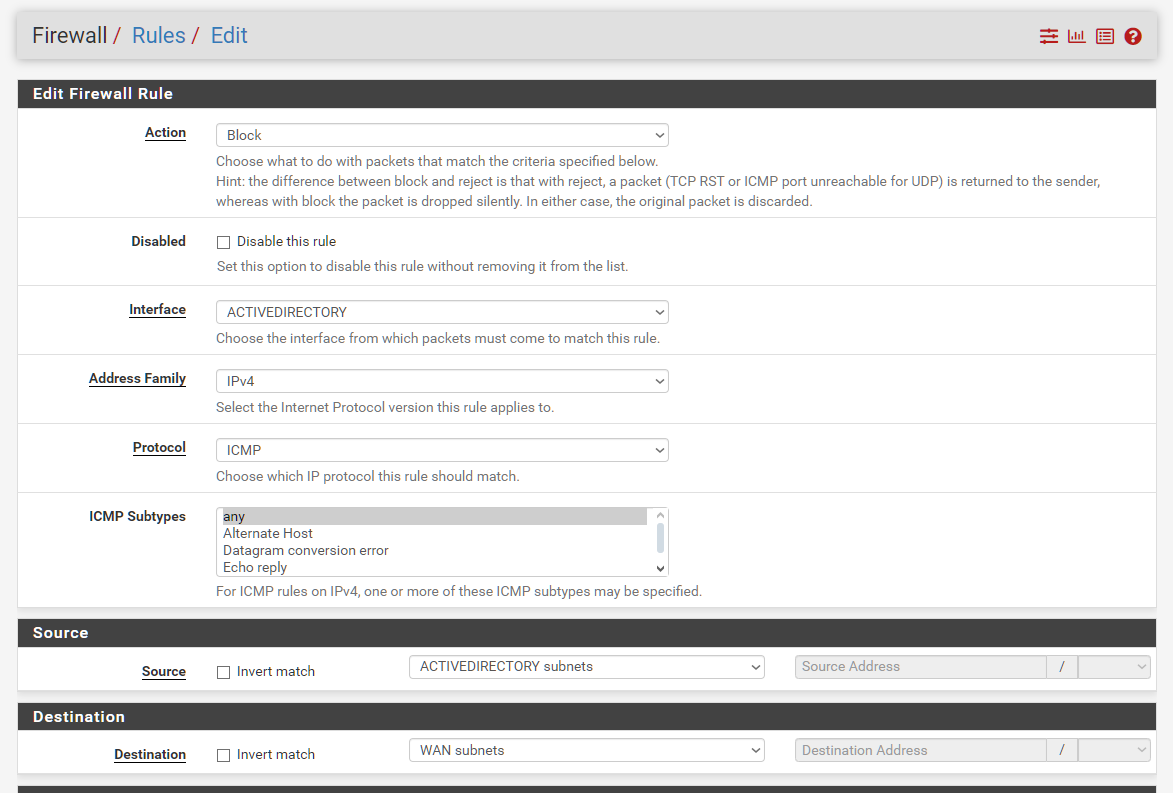 Firewall / Rules / Edit
Edit Firewall Rule
Action
Block
Choose what to do with packets that match the criteria specified below.
Hint: the difference between block and reject is that with reject, a packet (TCP RST or ICMP port unreachable for UDP) is returned to the sender,
whereas with block the packet is dropped silently. In either case, the original packet is discarded.
Disabled
Disable this rule
Set this option to disable this rule without removing it from the list.
Interface
ACTIVEDIRECTORY
Choose the interface from which packets must come to match this rule.
Address Family
IPv4
Select the Internet Protocol version this rule applies to.
Protocol
ICMP
Choose which IP protocol this rule should match.
ICMP Subtypes
any
Alternate Host
Datagram conversion error
Echo reply
For ICMP rules on IPv4, one or more of these ICMP subtypes may be specified.
Source
Source
Invert match
ACTIVEDIRECTORY subnets
Source Address
/
Destination
Destination
Invert match
WAN subnets
Destination Address
/